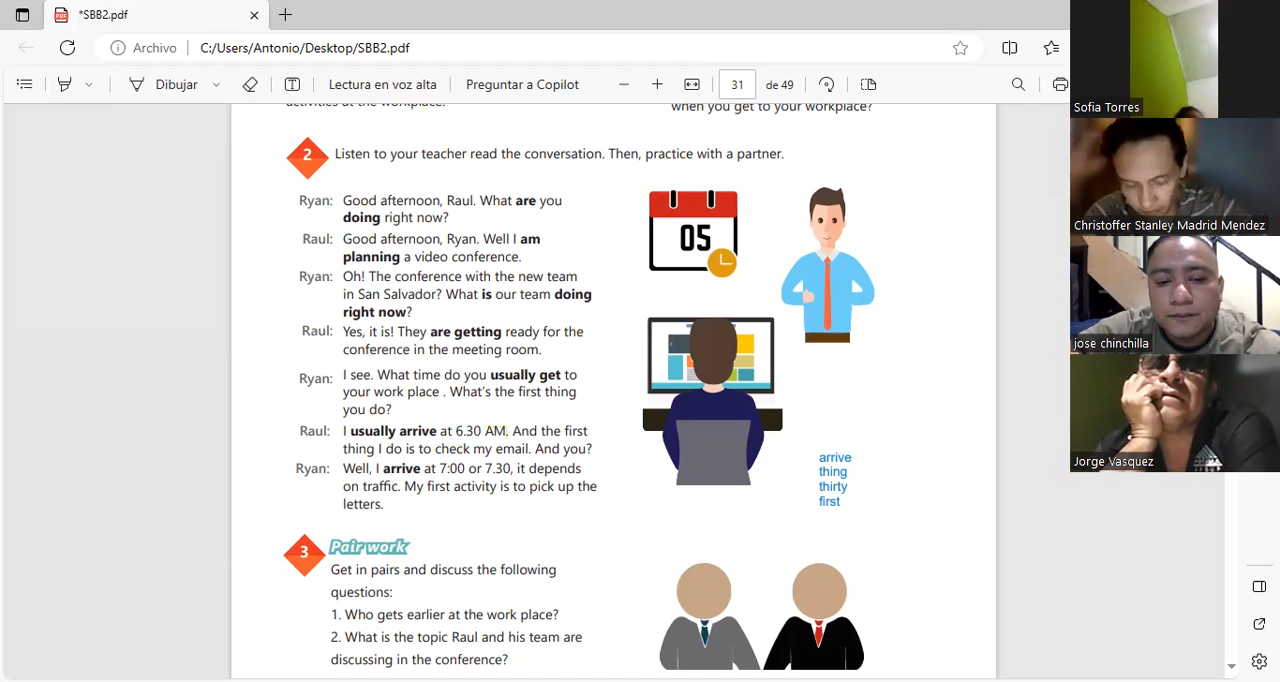 *SBB2.pdf
Archivo
C:/Users/Antonio/Desktop/SBB2.pdf
Dibujar
Lectura en voz alta
Preguntar a Copilot
31
de 49
activities at the workplace.
when you get to your workplace?
2
Listen to your teacher read the conversation. Then, practice with a partner.
Ryan: Good afternoon, Raul. What are you
doing right now?
Raul: Good afternoon, Ryan. Well I am
planning a video conference.
Ryan: Oh! The conference with the new team
in San Salvador? What is our team doing
right now?
Raul: Yes, it is! They are getting ready for the
conference in the meeting room.
Ryan: I see. What time do you usually get to
your work place . What's the first thing
you do?
Raul: I usually arrive at 6.30 AM, And the first
thing I do is to check my email. And you?
Ryan: Well, I arrive at 7:00 or 7.30, it depends
on traffic. My first activity is to pick up the
letters.
05
arrive
thing
thirty
first
3
Pair work
Get in pairs and discuss the following
questions:
1. Who gets earlier at the work place?
2. What is the topic Raul and his team are
discussing in the conference?
Sofia Torres
Christoffer Stanley Madrid Mendez
jose chinchilla
Jorge Vasquez